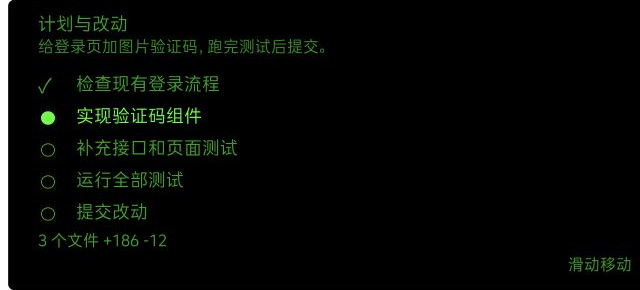 计划与改动
给登录页加图片验证码, 跑完测试后提交。
✓ 检查现有登录流程
● 实现验证码组件
○ 补充接口和页面测试
○ 运行全部测试
○ 提交改动
3 个文件 +186 -12
滑动移动